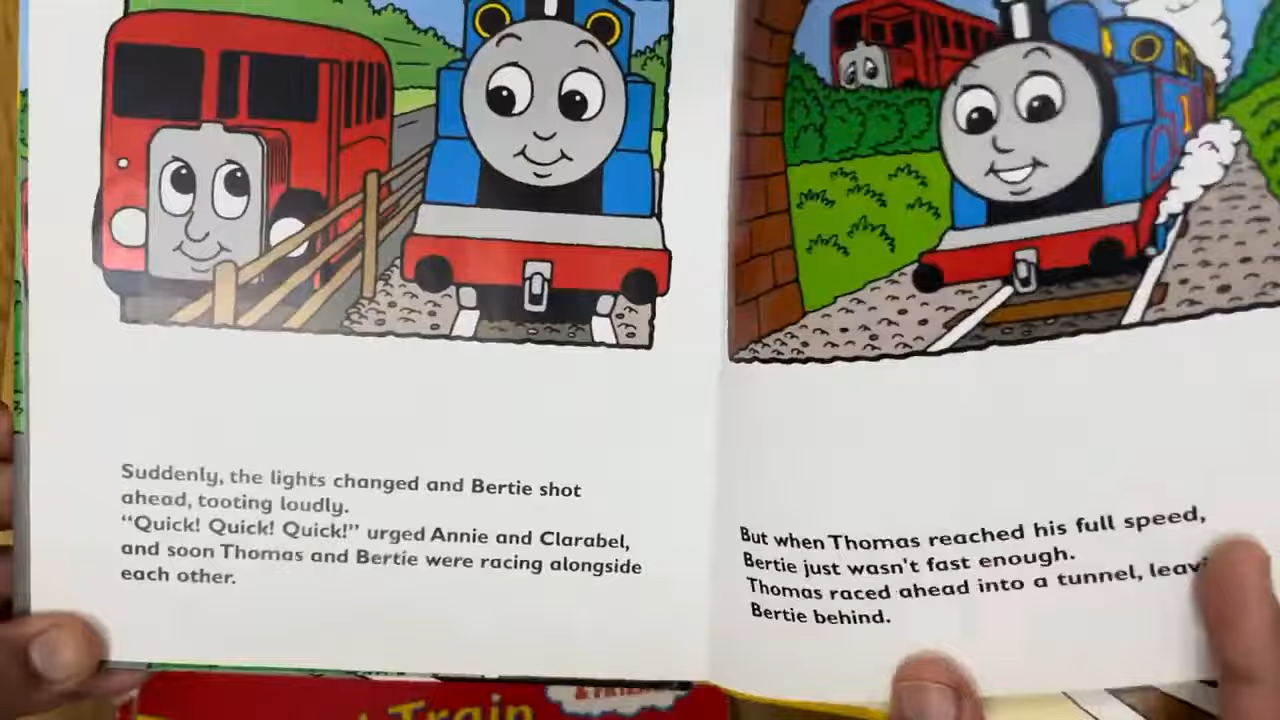 Suddenly, the lights changed and Bertie shot
ahead, tooting loudly.
“Quick! Quick! Quick!” urged Annie and Clarabel,
and soon Thomas and Bertie were racing alongside
each other.
1
But when Thomas reached his full speed,
Bertie just wasn't fast enough.
Thomas raced ahead into a tunnel,
Bertie behind.
Train